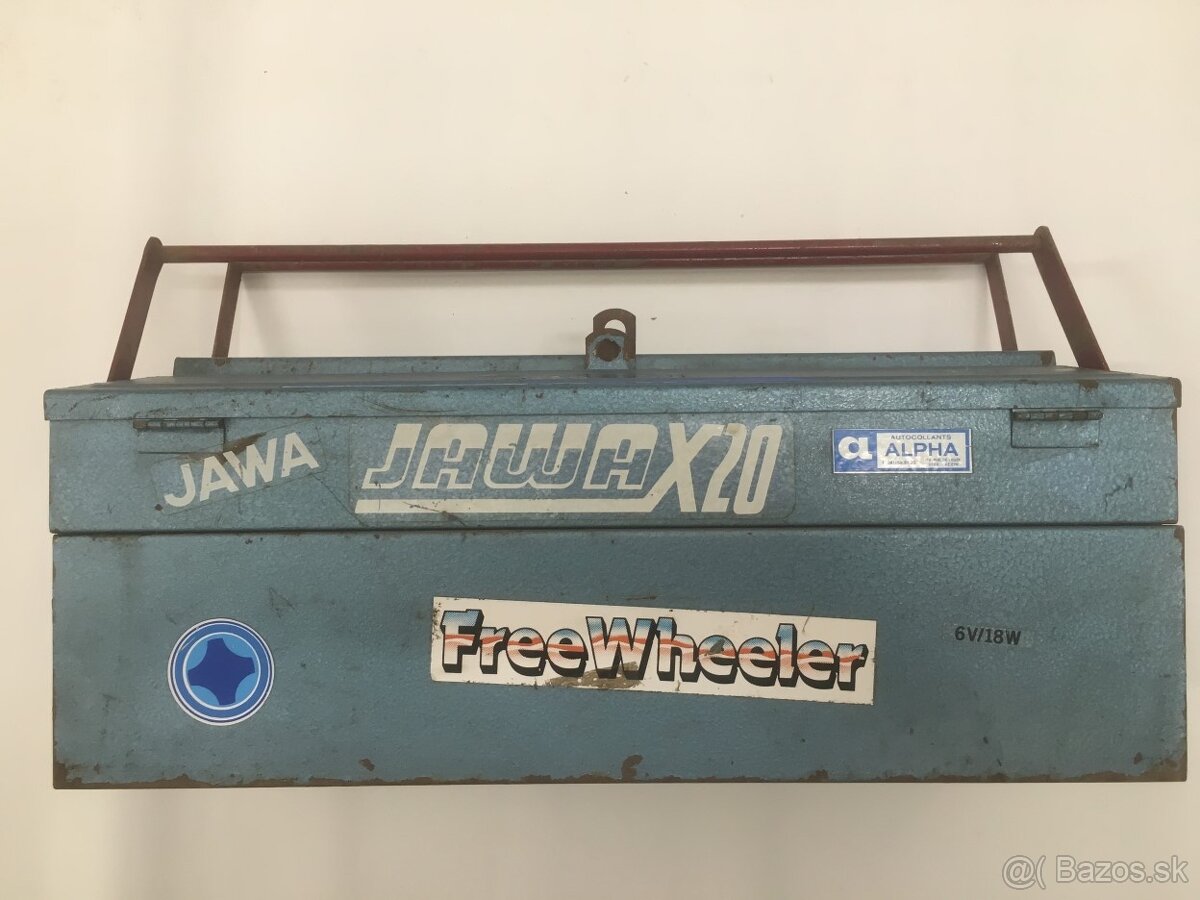 JAWA
JAWA X20
AUTOCOLLANTS
ALPHA
FreeWheeler
6V/18W
@( Bazos.sk